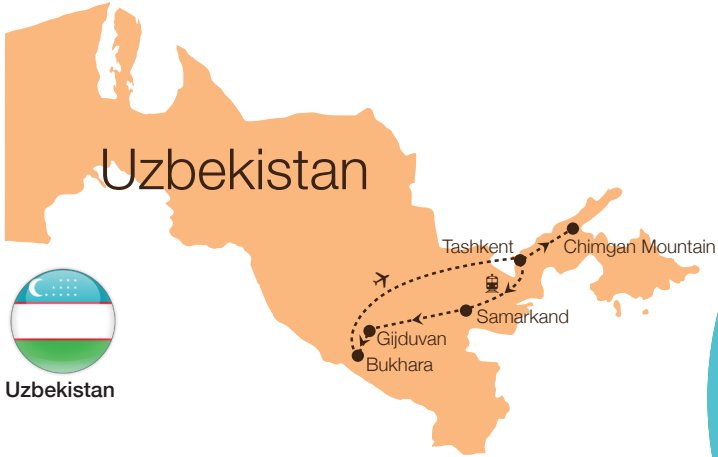 Uzbekistan
Tashkent
Chimgan Mountain
Samarkand
Gijduvan
Bukhara
Uzbekistan